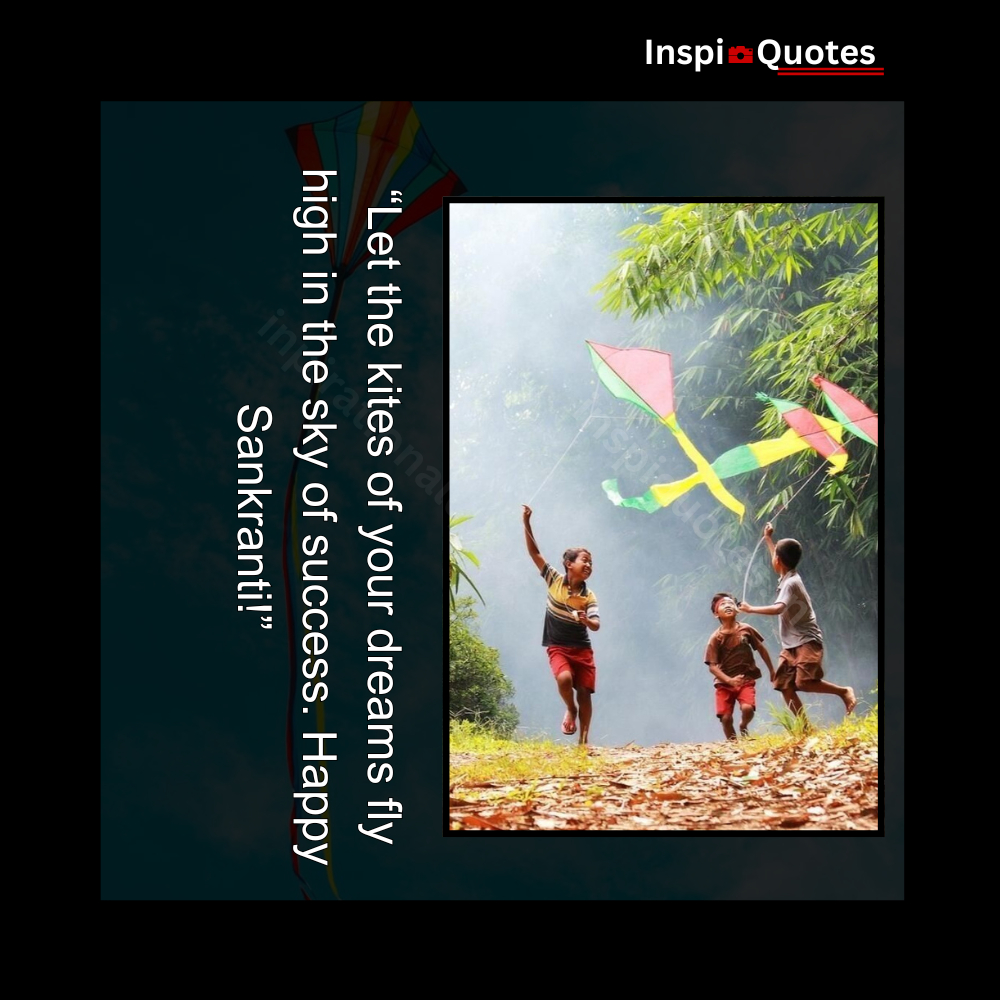 Inspi Quotes
“Let the kites of your dreams fly
high in the sky of success. Happy
Sankranti!”